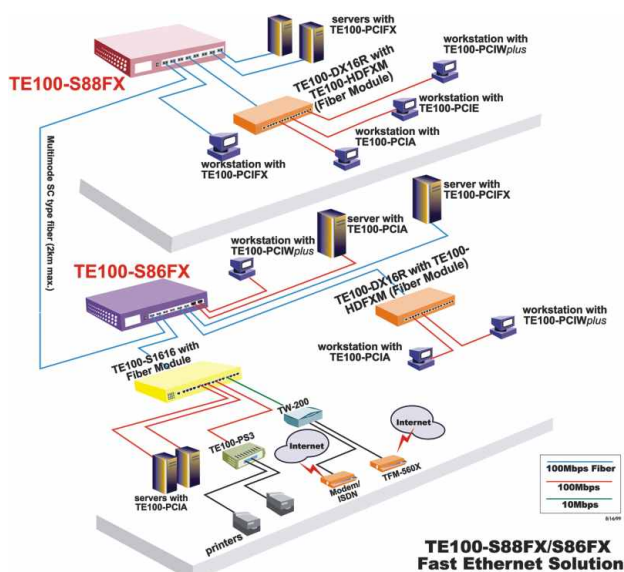 servers with
TE100-PCIFX
TE100-S88FX
TE100-DX16R with
TE100-HDFXM
(Fiber Module)
workstation with
TE100-PCIWplus
workstation with
TE100-PCIE
workstation with
TE100-PCIA
workstation with
TE100-PCIFX
Multimode SC type fiber (2km max.)
server with
TE100-PCIFX
server with
TE100-PCIA
workstation with
TE100-PCIWplus
TE100-S86FX
TE100-DX16R with TE100-
HDFXM (Fiber Module)
workstation with
TE100-PCIWplus
workstation with
TE100-PCIA
TE100-S1616 with
Fiber Module
TW-200
TE100-PS3
Internet
Internet
servers with
TE100-PCIA
Modem/
ISDN
TFM-560X
printers
100Mbps Fiber
100Mbps
10Mbps
TE100-S88FX/S86FX
Fast Ethernet Solution